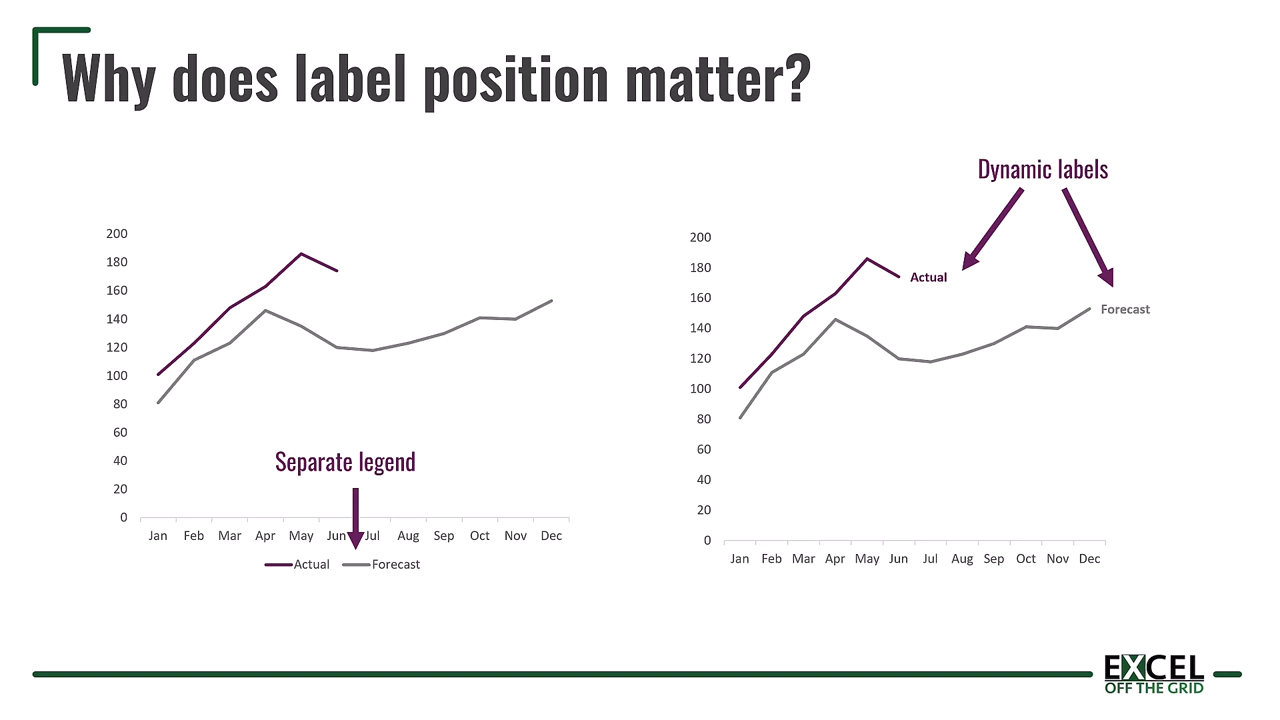 Why does label position matter?
Dynamic labels
200
180
160
140
120
100
80
60
40
20
0
Separate legend
Jan Feb Mar Apr May Jun Jul Aug Sep Oct Nov Dec
Actual Forecast
200
180
160
140
120
100
80
60
40
20
0
Actual
Forecast
Jan Feb Mar Apr May Jun Jul Aug Sep Oct Nov Dec
EXCEL
OFF THE GRID